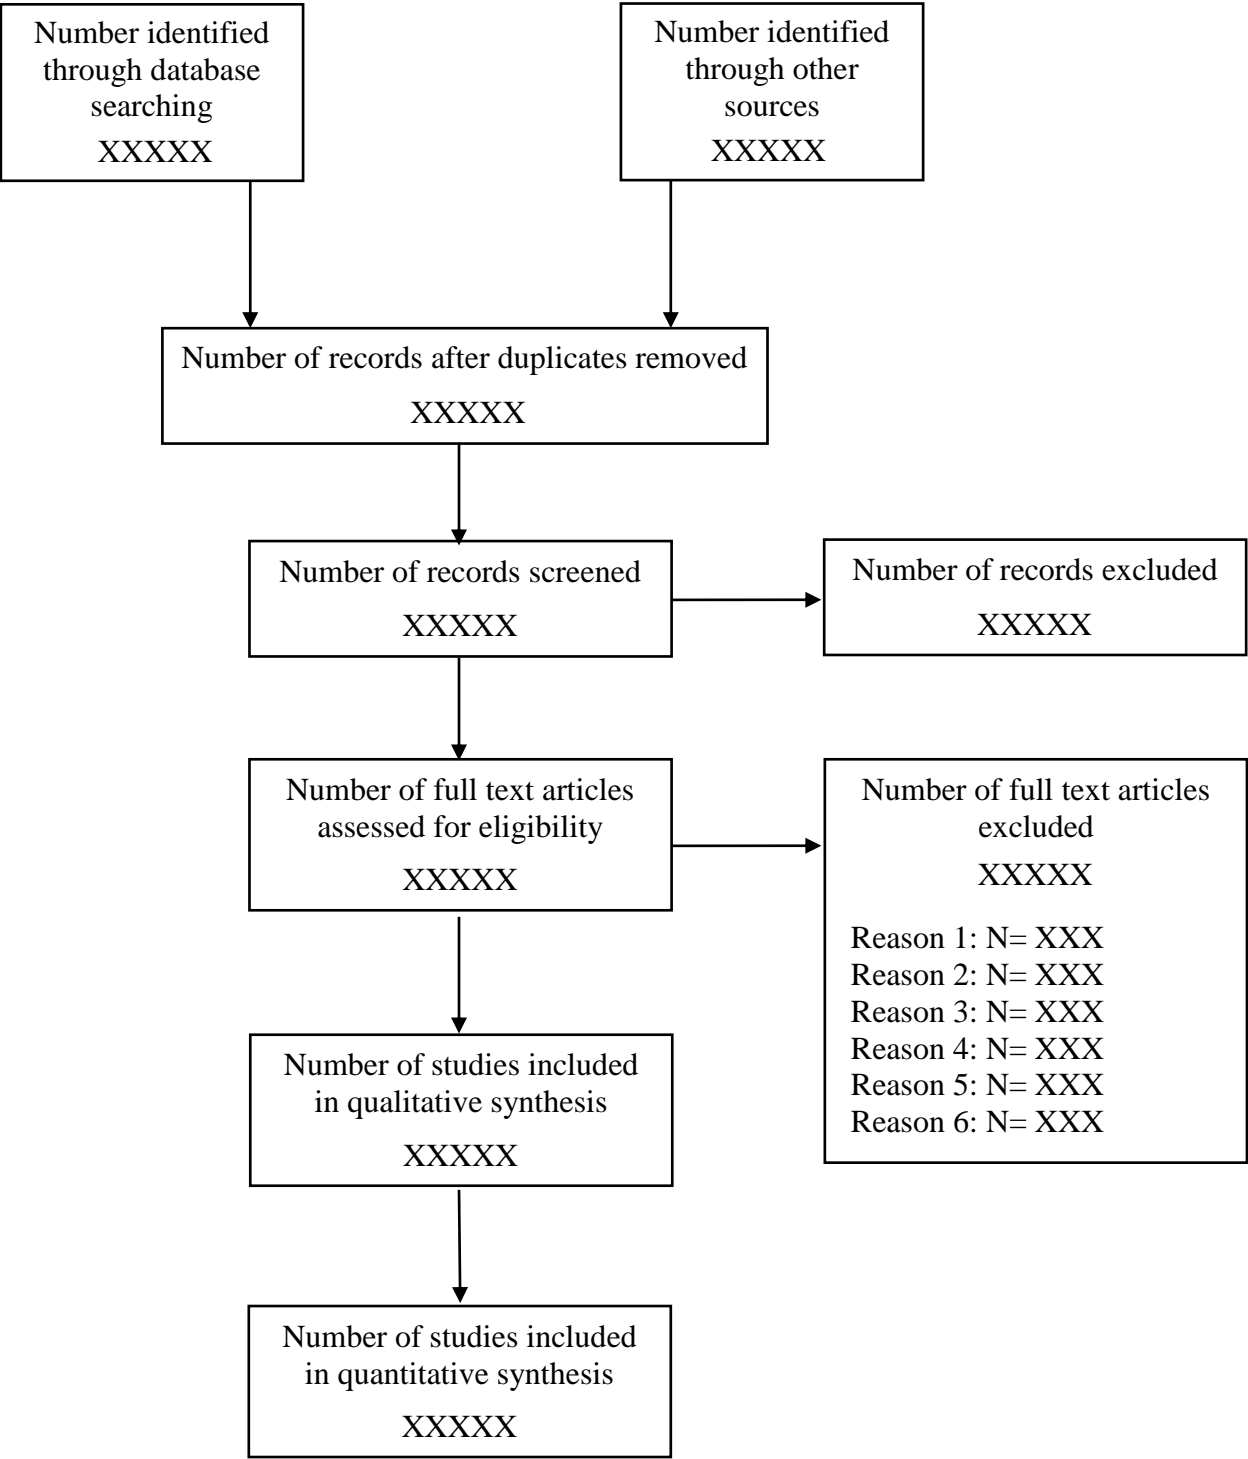 Number identified
through database
searching
XXXXX
Number identified
through other
sources
XXXXX
Number of records after duplicates removed
XXXXX
Number of records screened
XXXXX
Number of records excluded
XXXXX
Number of full text articles
assessed for eligibility
XXXXX
Number of full text articles
excluded
XXXXX
Reason 1: N= XXX
Reason 2: N= XXX
Reason 3: N= XXX
Reason 4: N= XXX
Reason 5: N= XXX
Reason 6: N= XXX
Number of studies included
in qualitative synthesis
XXXXX
Number of studies included
in quantitative synthesis
XXXXX